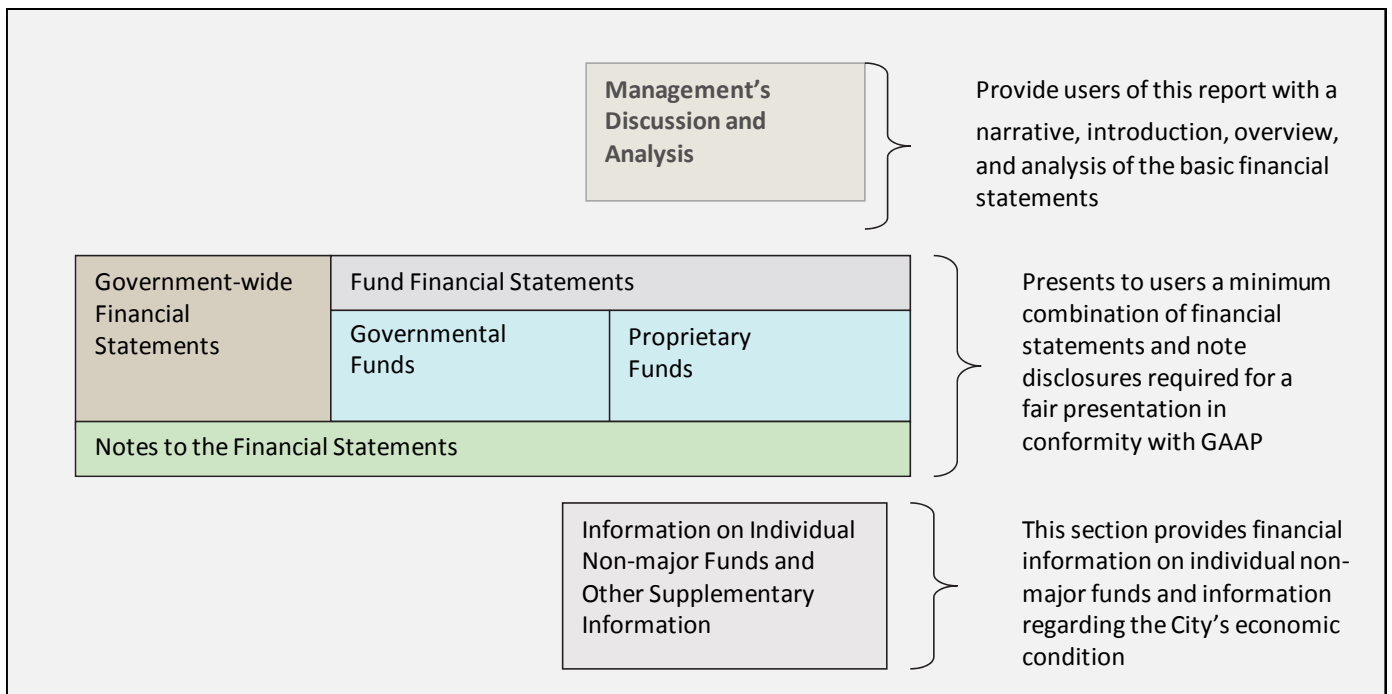 Management's
Discussion and
Analysis
Provide users of this report with a
narrative, introduction, overview,
and analysis of the basic financial
statements
Government-wide
Financial
Statements
Fund Financial Statements
Governmental
Funds
Proprietary
Funds
Notes to the Financial Statements
Presents to users a minimum
combination of financial
statements and note
disclosures required for a
fair presentation in
conformity with GAAP
Information on Individual
Non-major Funds and
Other Supplementary
Information
This section provides financial
information on individual non-
major funds and information
regarding the City's economic
condition